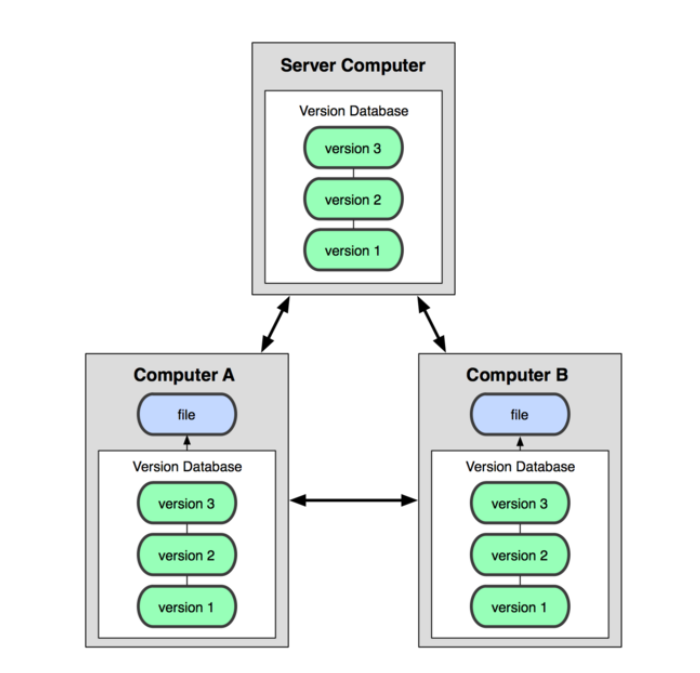 Server Computer
Version Database
version 3
version 2
version 1
Computer A
file
Version Database
version 3
version 2
version 1
Computer B
file
Version Database
version 3
version 2
version 1